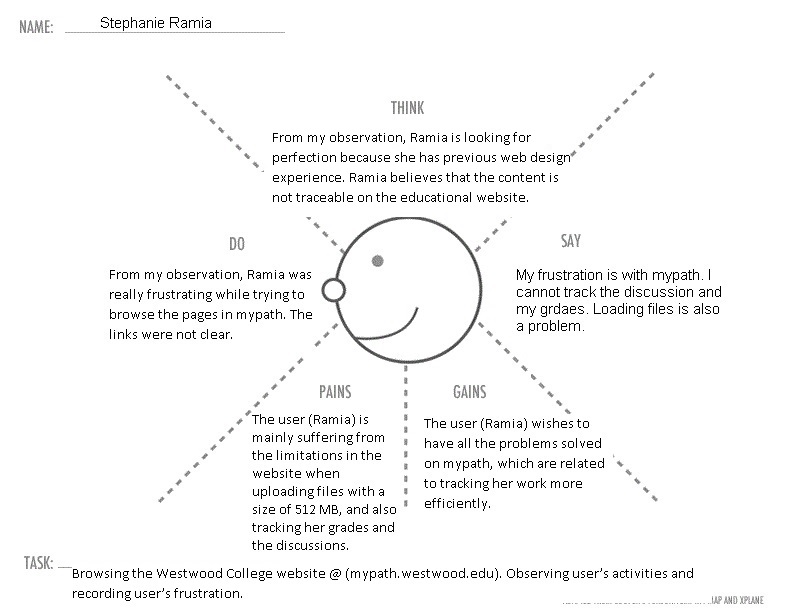 NAME: Stephanie Ramia
THINK
From my observation, Ramia is looking for
perfection because she has previous web design
experience. Ramia believes that the content is
not traceable on the educational website.
DO
From my observation, Ramia was
really frustrating while trying to
browse the pages in mypath. The
links were not clear.
SAY
My frustration is with mypath. I
cannot track the discussion and
my grdaes. Loading files is also
a problem.
PAINS
The user (Ramia) is
mainly suffering from
the limitations in the
website when
uploading files with a
size of 512 MB, and also
tracking her grades and
the discussions.
GAINS
The user (Ramia) wishes to
have all the problems solved
on mypath, which are related
to tracking her work more
efficiently.
TASK: Browsing the Westwood College website @ (mypath.westwood.edu). Observing user's activities and
recording user's frustration.
AND XPLANE